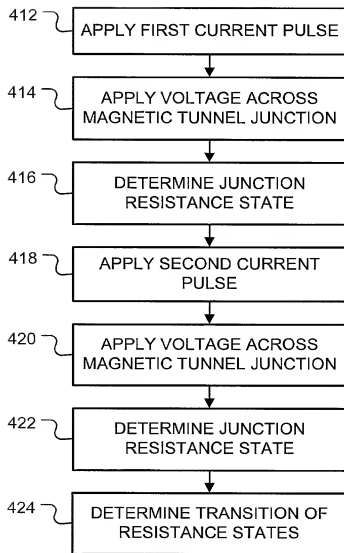 412
APPLY FIRST CURRENT PULSE
414
APPLY VOLTAGE ACROSS
MAGNETIC TUNNEL JUNCTION
416
DETERMINE JUNCTION
RESISTANCE STATE
418
APPLY SECOND CURRENT
PULSE
420
APPLY VOLTAGE ACROSS
MAGNETIC TUNNEL JUNCTION
422
DETERMINE JUNCTION
RESISTANCE STATE
424
DETERMINE TRANSITION OF
RESISTANCE STATES